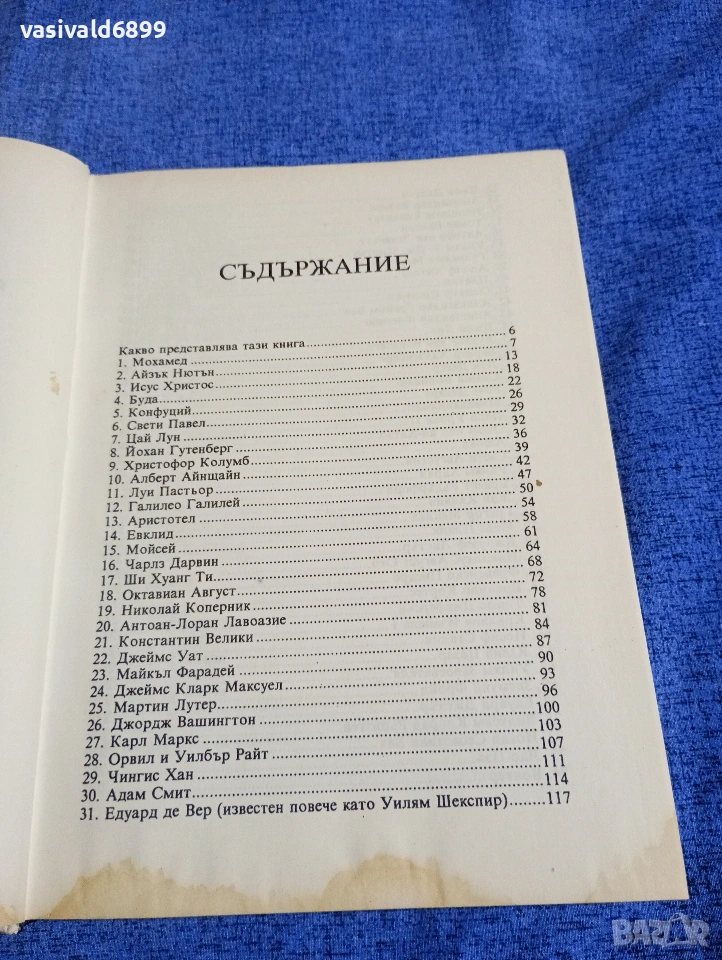 vasivald6899
СЪДЪРЖАНИЕ
Какво представлява тази книга 6
1. Мохамед 7
2. Айзък Нютън 13
3. Исус Христос 18
4. Буда 22
5. Конфуций 26
6. Свети Павел 29
7. Цай Лун 32
8. Йохан Гутенберг 36
9. Христофор Колумб 39
10. Алберт Айнщайн 42
11. Луи Пастьор 47
12. Галилео Галилей 50
13. Аристотел 54
14. Евклид 58
15. Мойсей 61
16. Чарлз Дарвин 64
17. Ши Хуанг Ти 68
18. Октавиан Август 72
19. Николай Коперник 78
20. Антоан-Лоран Лавоазие 81
21. Константин Велики 84
22. Джеймс Уат 87
23. Майкъл Фарадей 90
24. Джеймс Кларк Максуел 93
25. Мартин Лутер 96
26. Джордж Вашингтон 100
27. Карл Маркс 103
28. Орвил и Уилбър Райт 107
29. Чингис Хан 111
30. Адам Смит 114
31. Едуард де Вер (известен повече като Уилям Шекспир) 117
BAZAR